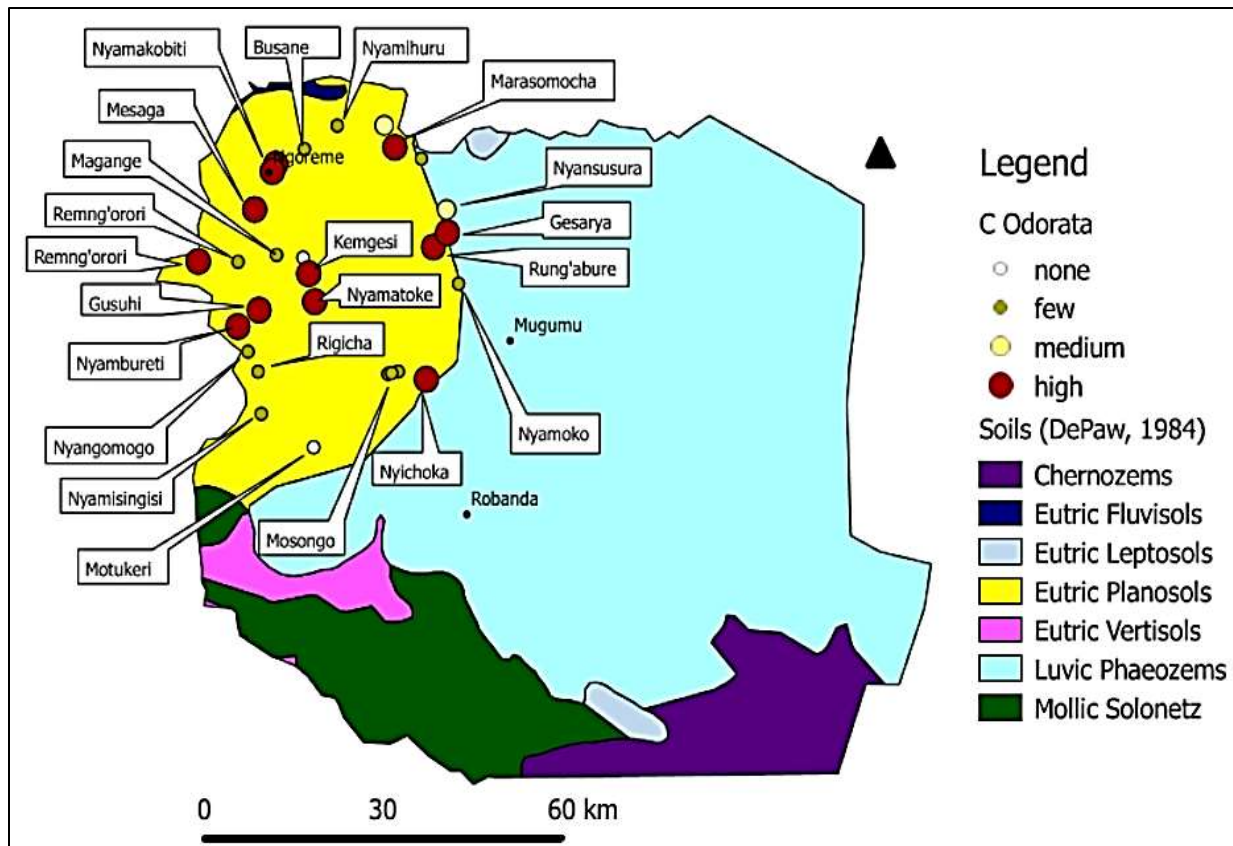 Nyamakobiti
Busane
Nyamihuru
Marasomocha
Mesaga
Ngoreme
Magange
Nyansusura
Remng'orori
Gesarya
Kemgesi
Remng'orori
Rung'abure
Gusuhi
Nyamatoke
Mugumu
Nyambureti
Rigicha
Nyamoko
Nyangomogo
Nyichoka
Nyamisingisi
Robanda
Mosongo
Motukeri
Legend
C Odorata
none
few
medium
high
Soils (DePaw, 1984)
Chernozems
Eutric Fluvisols
Eutric Leptosols
Eutric Planosols
Eutric Vertisols
Luvic Phaeozems
Mollic Solonetz
0 30 60 km